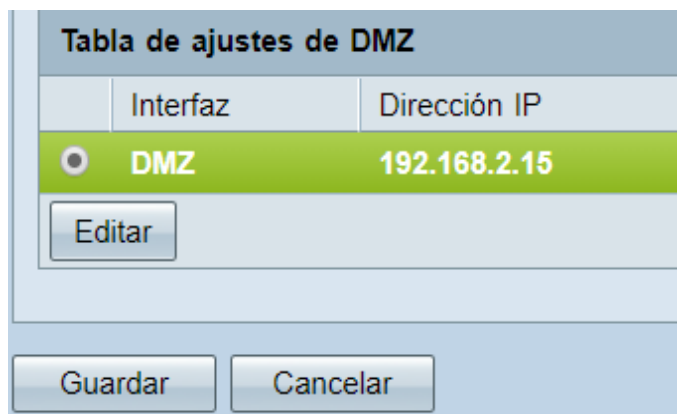 Tabla de ajustes de DMZ
Interfaz Dirección IP
DMZ 192.168.2.15
Editar
Guardar Cancelar